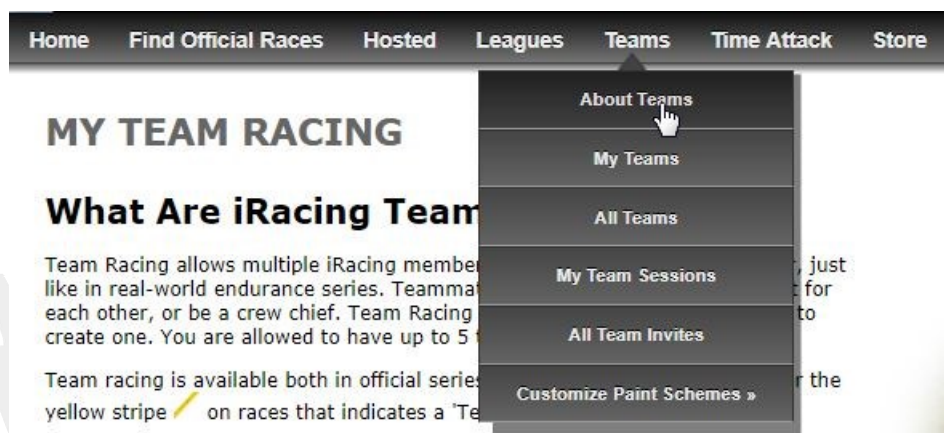 Home Find Official Races Hosted Leagues Teams Time Attack Store
About Teams
My Teams
All Teams
My Team Sessions
All Team Invites
Customize Paint Schemes »
MY TEAM RACING
What Are iRacing Team
Team Racing allows multiple iRacing member , just
like in real-world endurance series. Teammat for
each other, or be a crew chief. Team Racing to
create one. You are allowed to have up to 5
Team racing is available both in official series r the
yellow stripe on races that indicates a 'Te